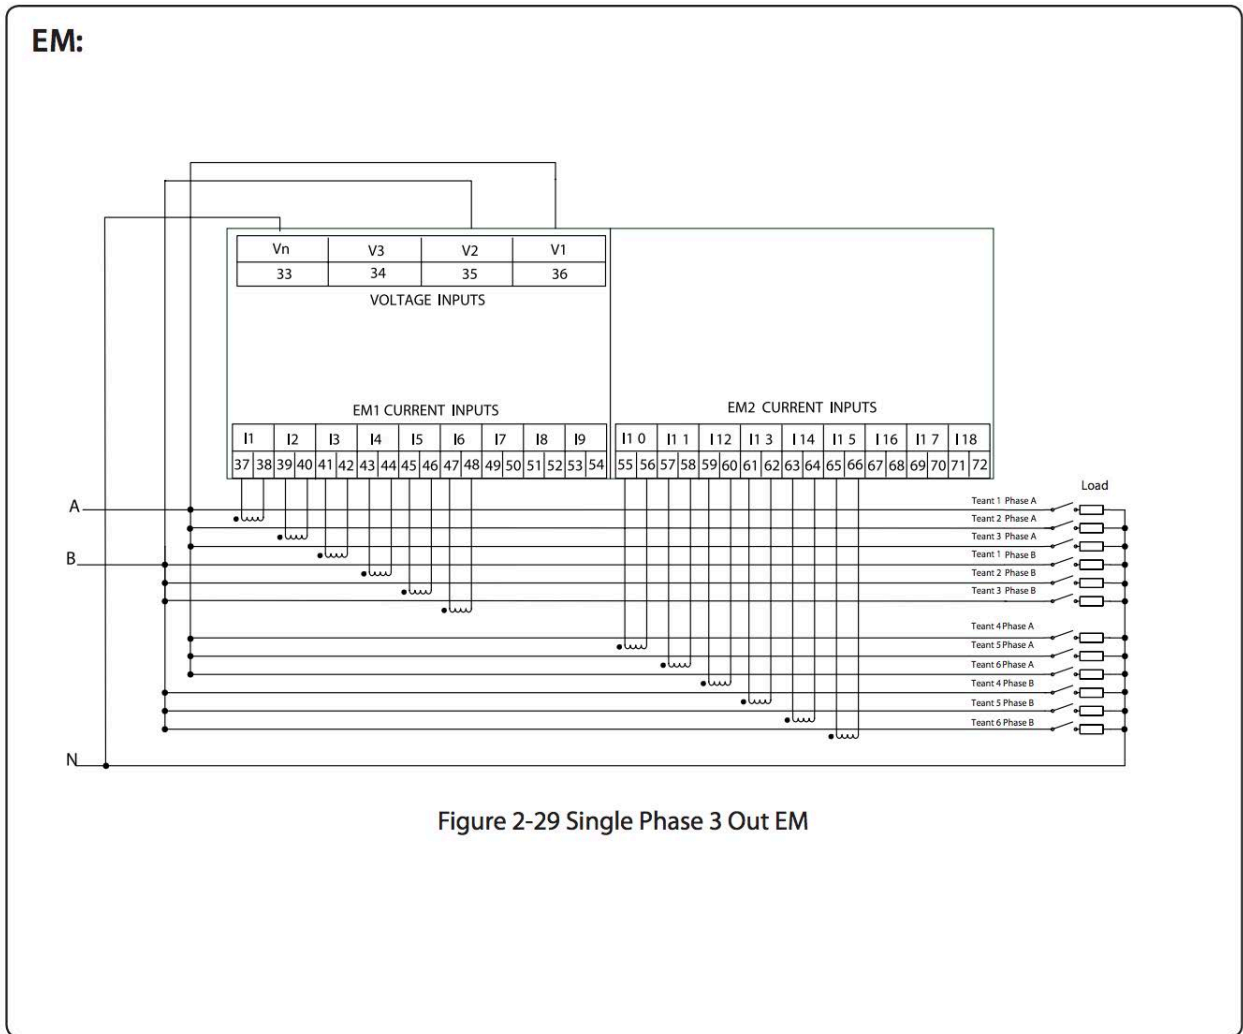 EM:
Vn V3 V2 V1
33 34 35 36
VOLTAGE INPUTS
EM1 CURRENT INPUTS
EM2 CURRENT INPUTS
I1 I2 I3 I4 I5 I6 I7 I8 I9
I1 0 I1 1 I12 I1 3 I14 I1 5 I16 I1 7 I18
37 38 39 40 41 42 43 44 45 46 47 48 49 50 51 52 53 54
55 56 57 58 59 60 61 62 63 64 65 66 67 68 69 70 71 72
Load
A
Teant 1 Phase A
Teant 2 Phase A
Teant 3 Phase A
B
Teant 1 Phase B
Teant 2 Phase B
Teant 3 Phase B
Teant 4 Phase A
Teant 5 Phase A
Teant 6 Phase A
Teant 4 Phase B
Teant 5 Phase B
Teant 6 Phase B
N
Figure 2-29 Single Phase 3 Out EM